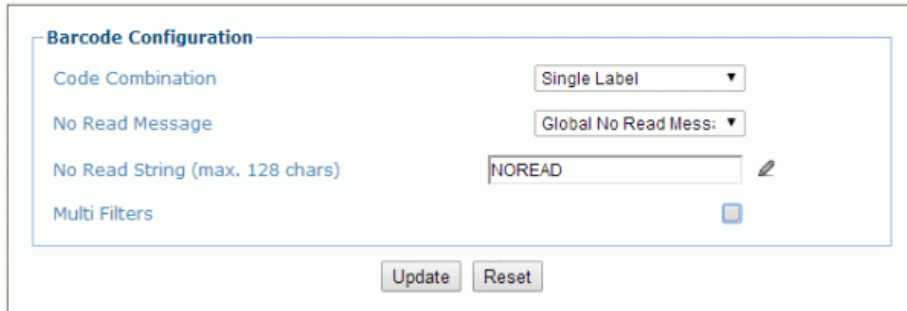 Barcode Configuration
Code Combination Single Label
No Read Message Global No Read Mess
No Read String (max. 128 chars) NOREAD
Multi Filters
Update Reset